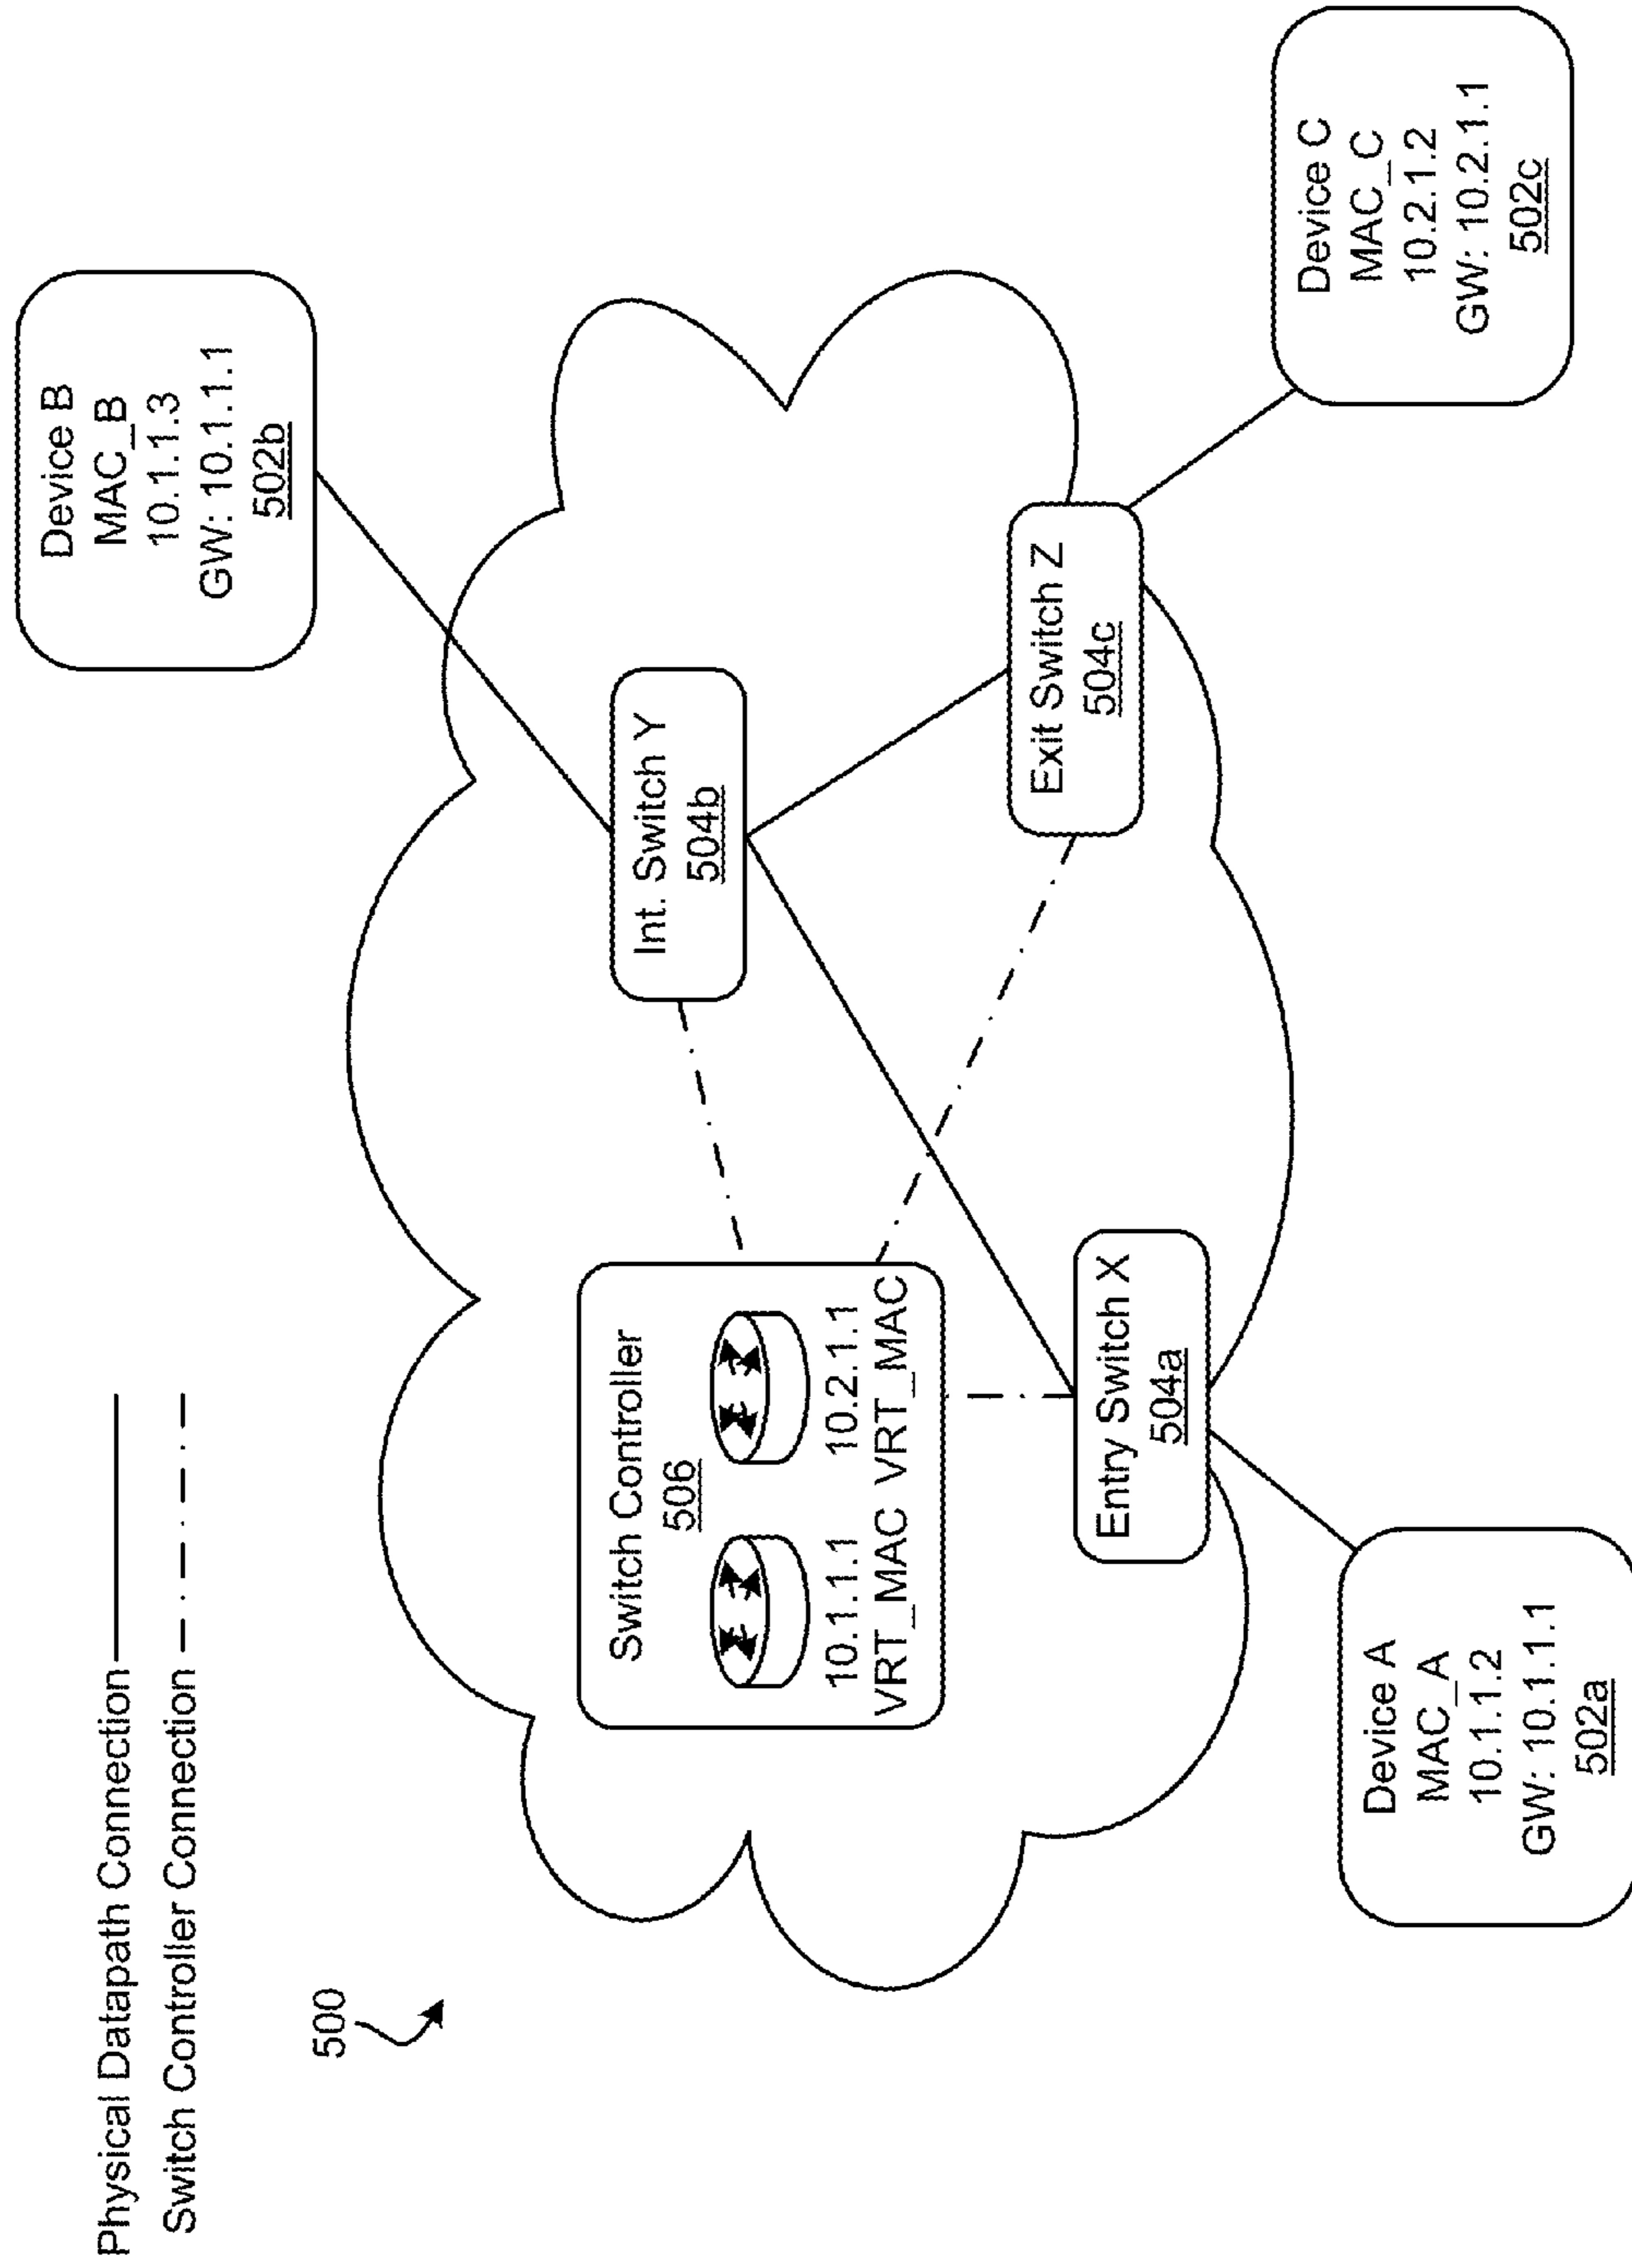 Physical Datapath Connection
Switch Controller Connection
500
Device B
MAC_B
10.1.1.3
GW: 10.1.1.1
502b
Switch Controller
506
10.1.1.1 10.2.1.1
VRT_MAC VRT_MAC
Int. Switch Y
504b
Entry Switch X
504a
Exit Switch Z
504c
Device A
MAC_A
10.1.1.2
GW: 10.1.1.1
502a
Device C
MAC_C
10.2.1.2
GW: 10.2.1.1
502c